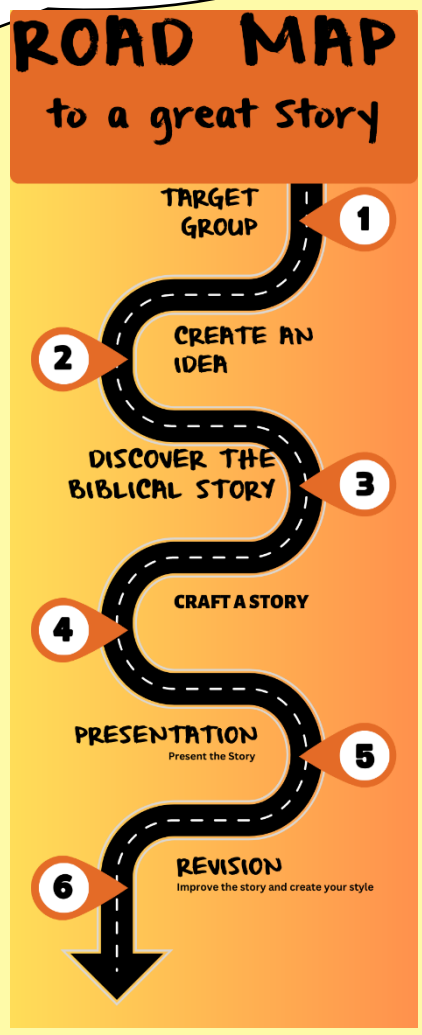 ROAD MAP
to a great Story
TARGET
GROUP
1
CREATE AN
IDEA
2
DISCOVER THE
BIBLICAL STORY
3
CRAFT A STORY
4
PRESENTATION
Present the Story
5
REVISION
Improve the story and create your style
6